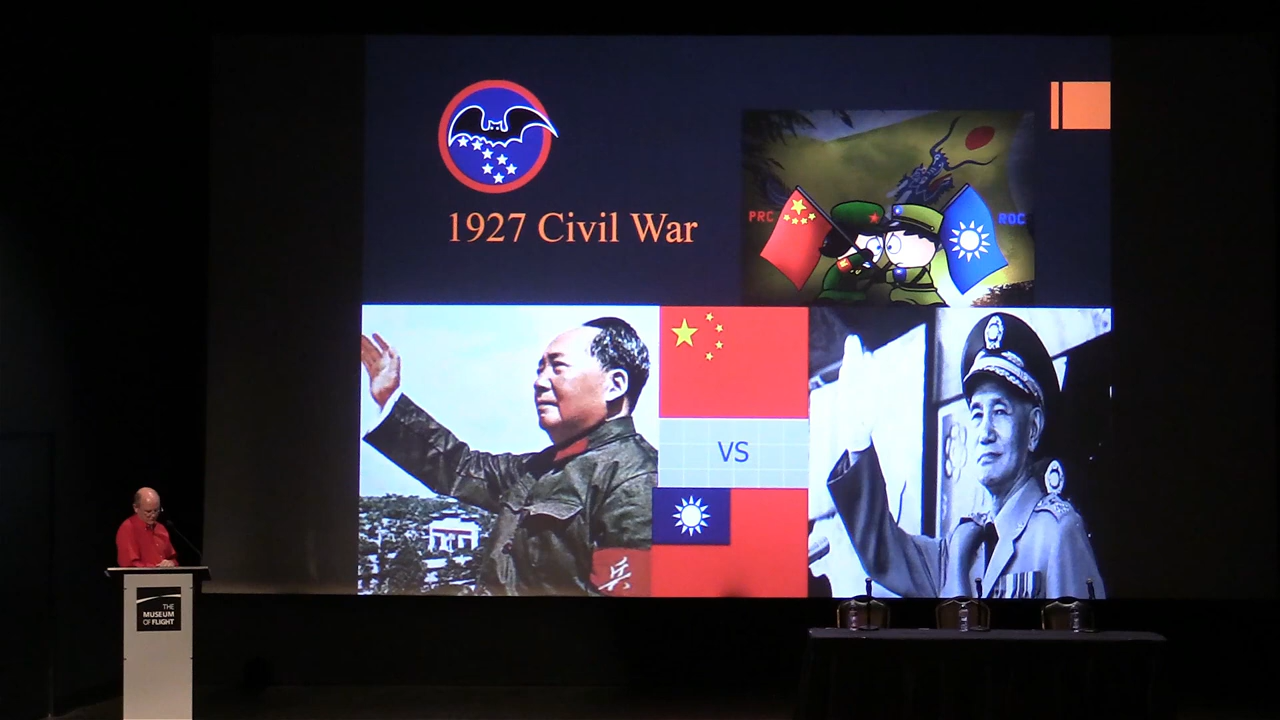 1927 Civil War
PRC
ROC
VS
兵
THE
MUSEUM
OF FLIGHT